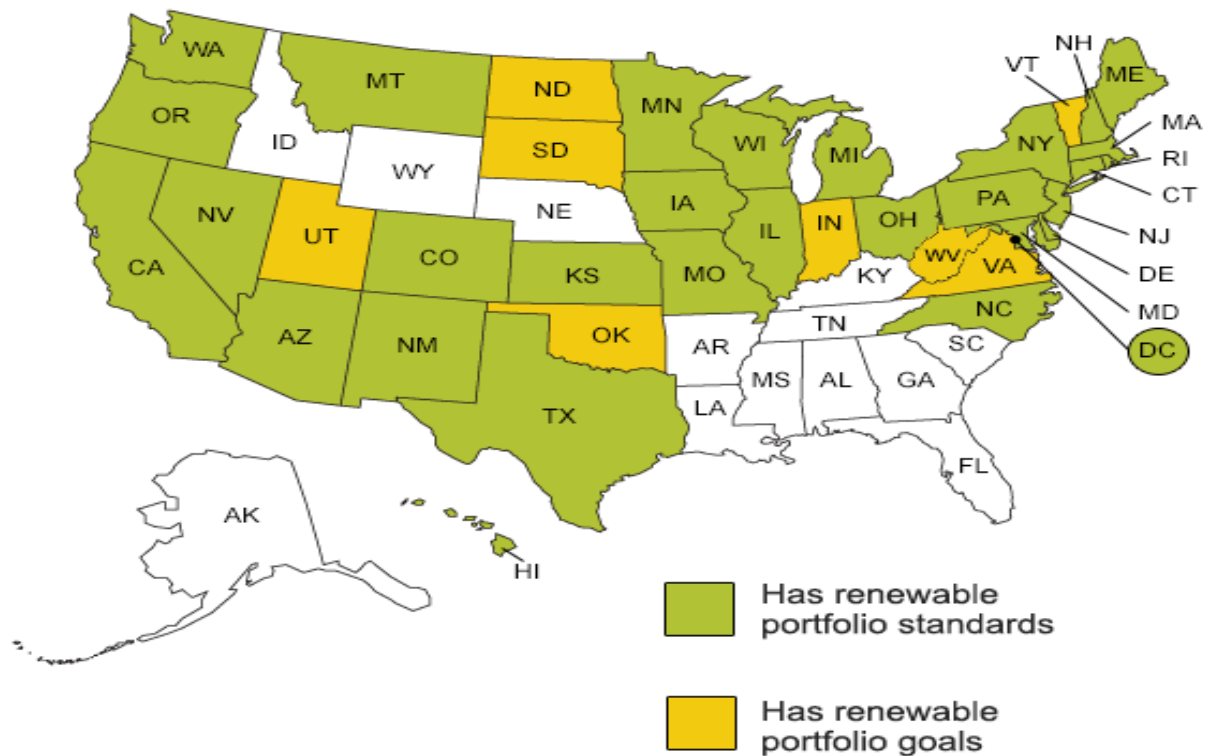 NH
VT
WA
ME
MT
ND
MN
OR
MA
ID
SD
WI
NY
MI
RI
WY
CT
PA
IA
NE
NV
OH
IL
IN
NJ
UT
CO
WV
VA
CA
KS
MO
KY
DE
NC
MD
TN
AZ
OK
NM
AR
SC
DC
MS
AL
GA
LA
TX
FL
AK
HI
Has renewable
portfolio standards
Has renewable
portfolio goals